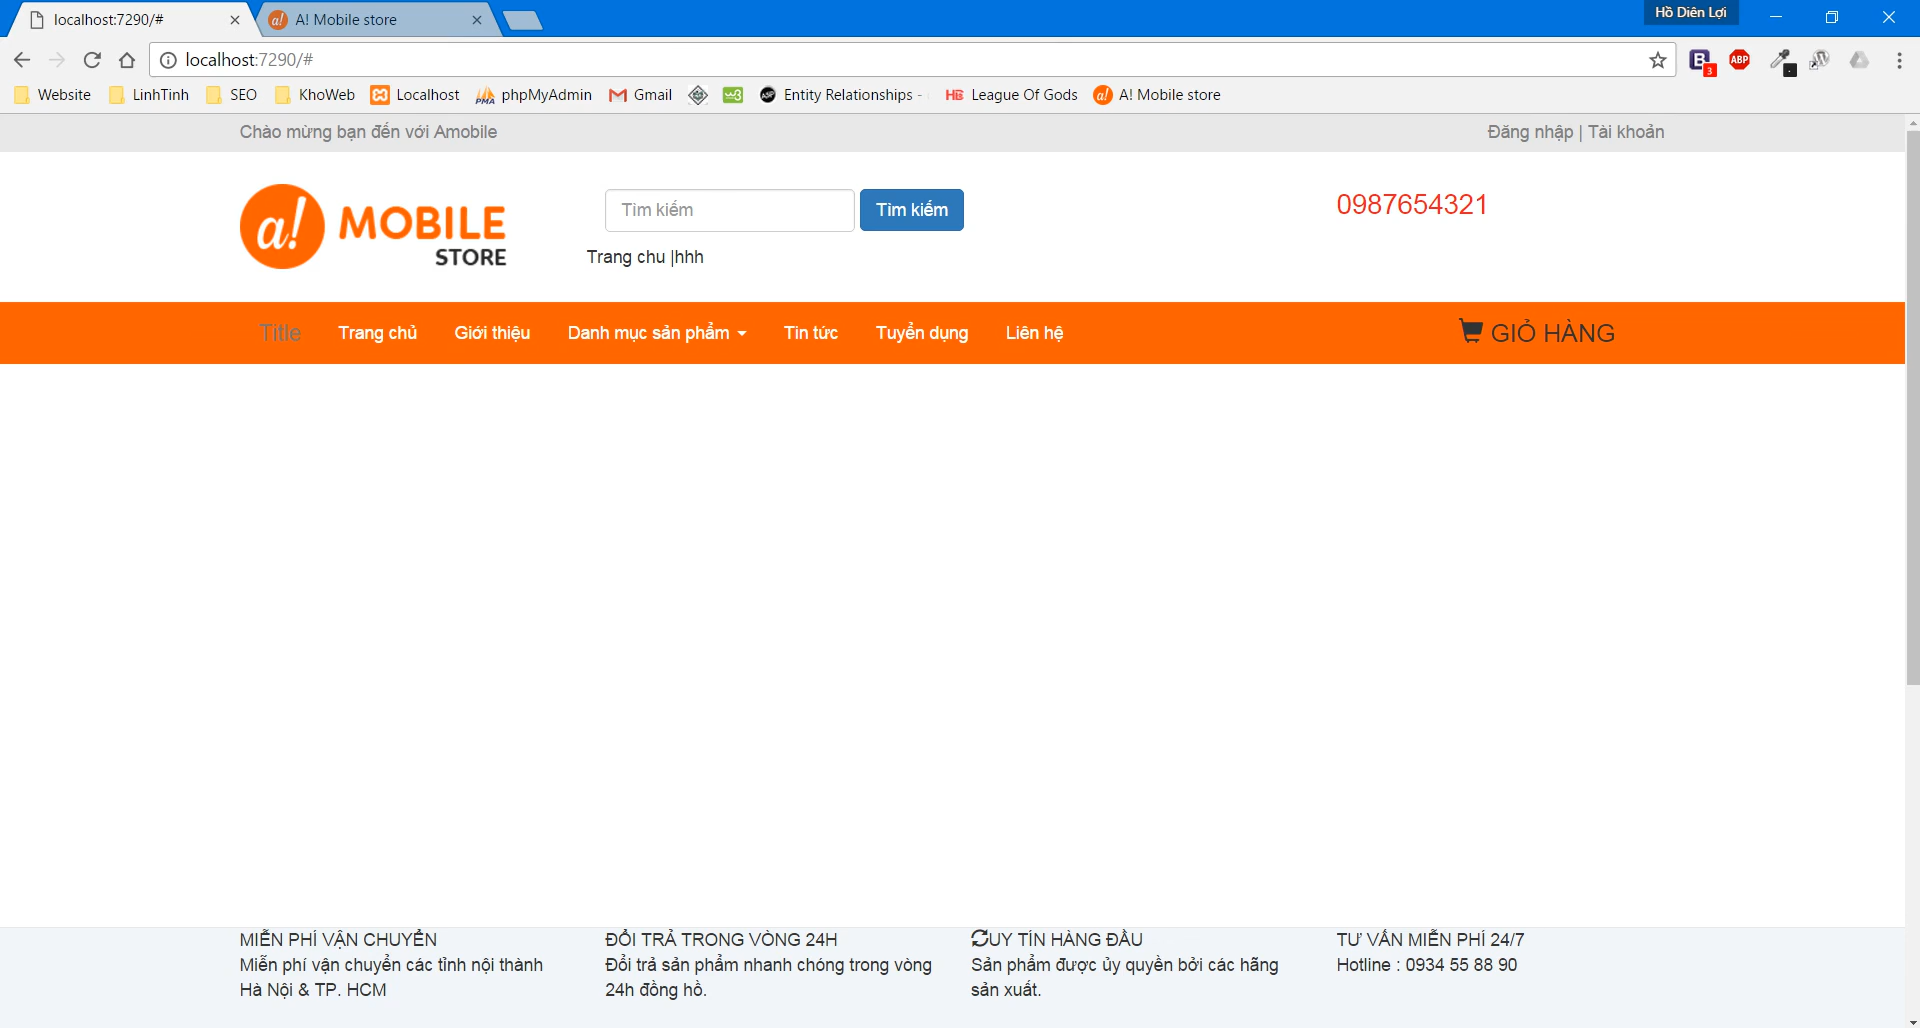 localhost:7290/#
A! Mobile store
Hồ Diên Lợi
localhost:7290/#
B 3 ABP
Website LinhTinh SEO KhoWeb Localhost PMA phpMyAdmin Gmail w3 ASP Entity Relationships - HB League Of Gods a! A! Mobile store
Chào mừng bạn đến với Amobile
Đăng nhập | Tài khoản
a! MOBILE
STORE
Tìm kiếm
Tìm kiếm
0987654321
Trang chu |hhh
Title Trang chủ Giới thiệu Danh mục sản phẩm Tin tức Tuyển dụng Liên hệ GIỎ HÀNG
MIỄN PHÍ VẬN CHUYỂN
Miễn phí vận chuyển các tỉnh nội thành
Hà Nội & TP. HCM
ĐỔI TRẢ TRONG VÒNG 24H
Đổi trả sản phẩm nhanh chóng trong vòng
24h đồng hồ.
UY TÍN HÀNG ĐẦU
Sản phẩm được ủy quyền bởi các hãng
sản xuất.
TƯ VẤN MIỄN PHÍ 24/7
Hotline : 0934 55 88 90